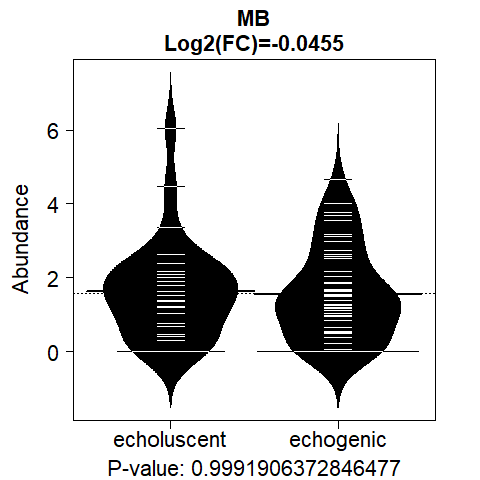 MB
Log2(FC)=-0.0455
Abundance
6
4
2
0
echoluscent echogenic
P-value: 0.9991906372846477